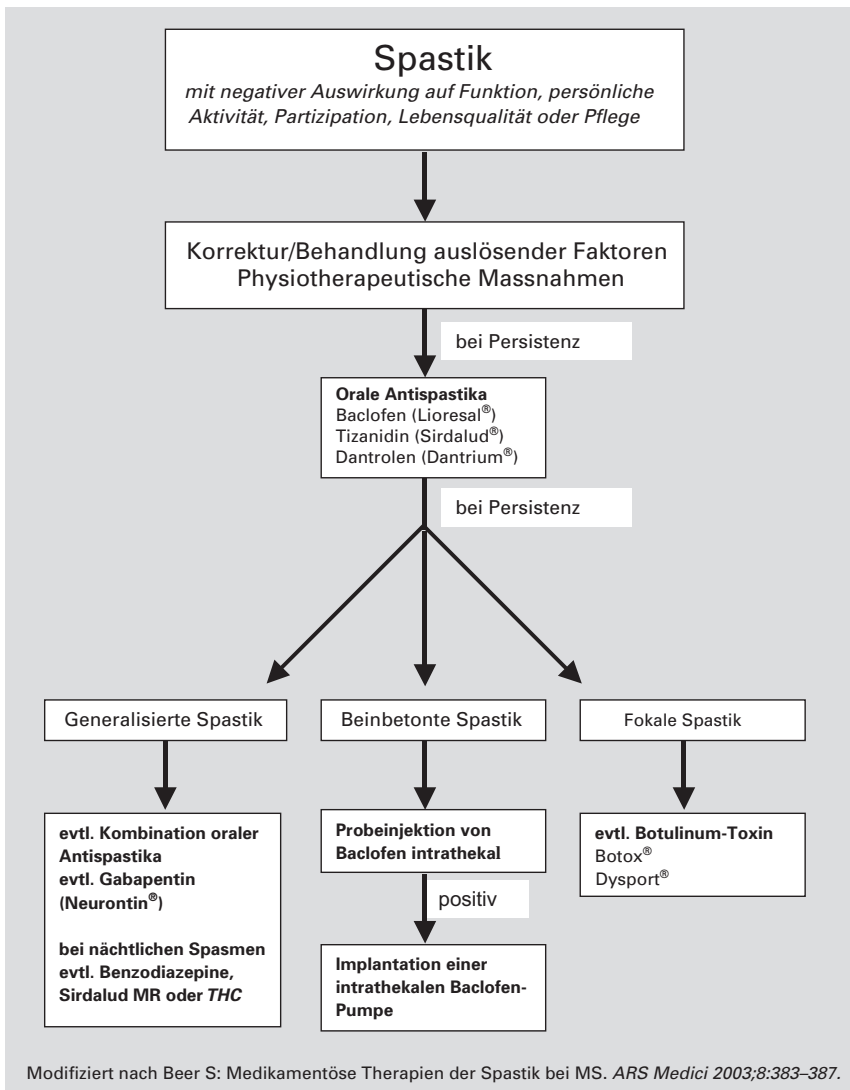 Spastik
mit negativer Auswirkung auf Funktion, persönliche
Aktivität, Partizipation, Lebensqualität oder Pflege
Korrektur/Behandlung auslösender Faktoren
Physiotherapeutische Massnahmen
bei Persistenz
Orale Antispastika
Baclofen (Lioresal®)
Tizanidin (Sirdalud®)
Dantrolen (Dantrium®)
bei Persistenz
Generalisierte Spastik
Beinbetonte Spastik
Fokale Spastik
evtl. Kombination oraler
Antispastika
evtl. Gabapentin
(Neurontin®)
bei nächtlichen Spasmen
evtl. Benzodiazepine,
Sirdalud MR oder THC
Probeinjektion von
Baclofen intrathekal
positiv
Implantation einer
intrathekalen Baclofen-
Pumpe
evtl. Botulinum-Toxin
Botox®
Dysport®
Modifiziert nach Beer S: Medikamentöse Therapien der Spastik bei MS. ARS Medici 2003;8:383–387.